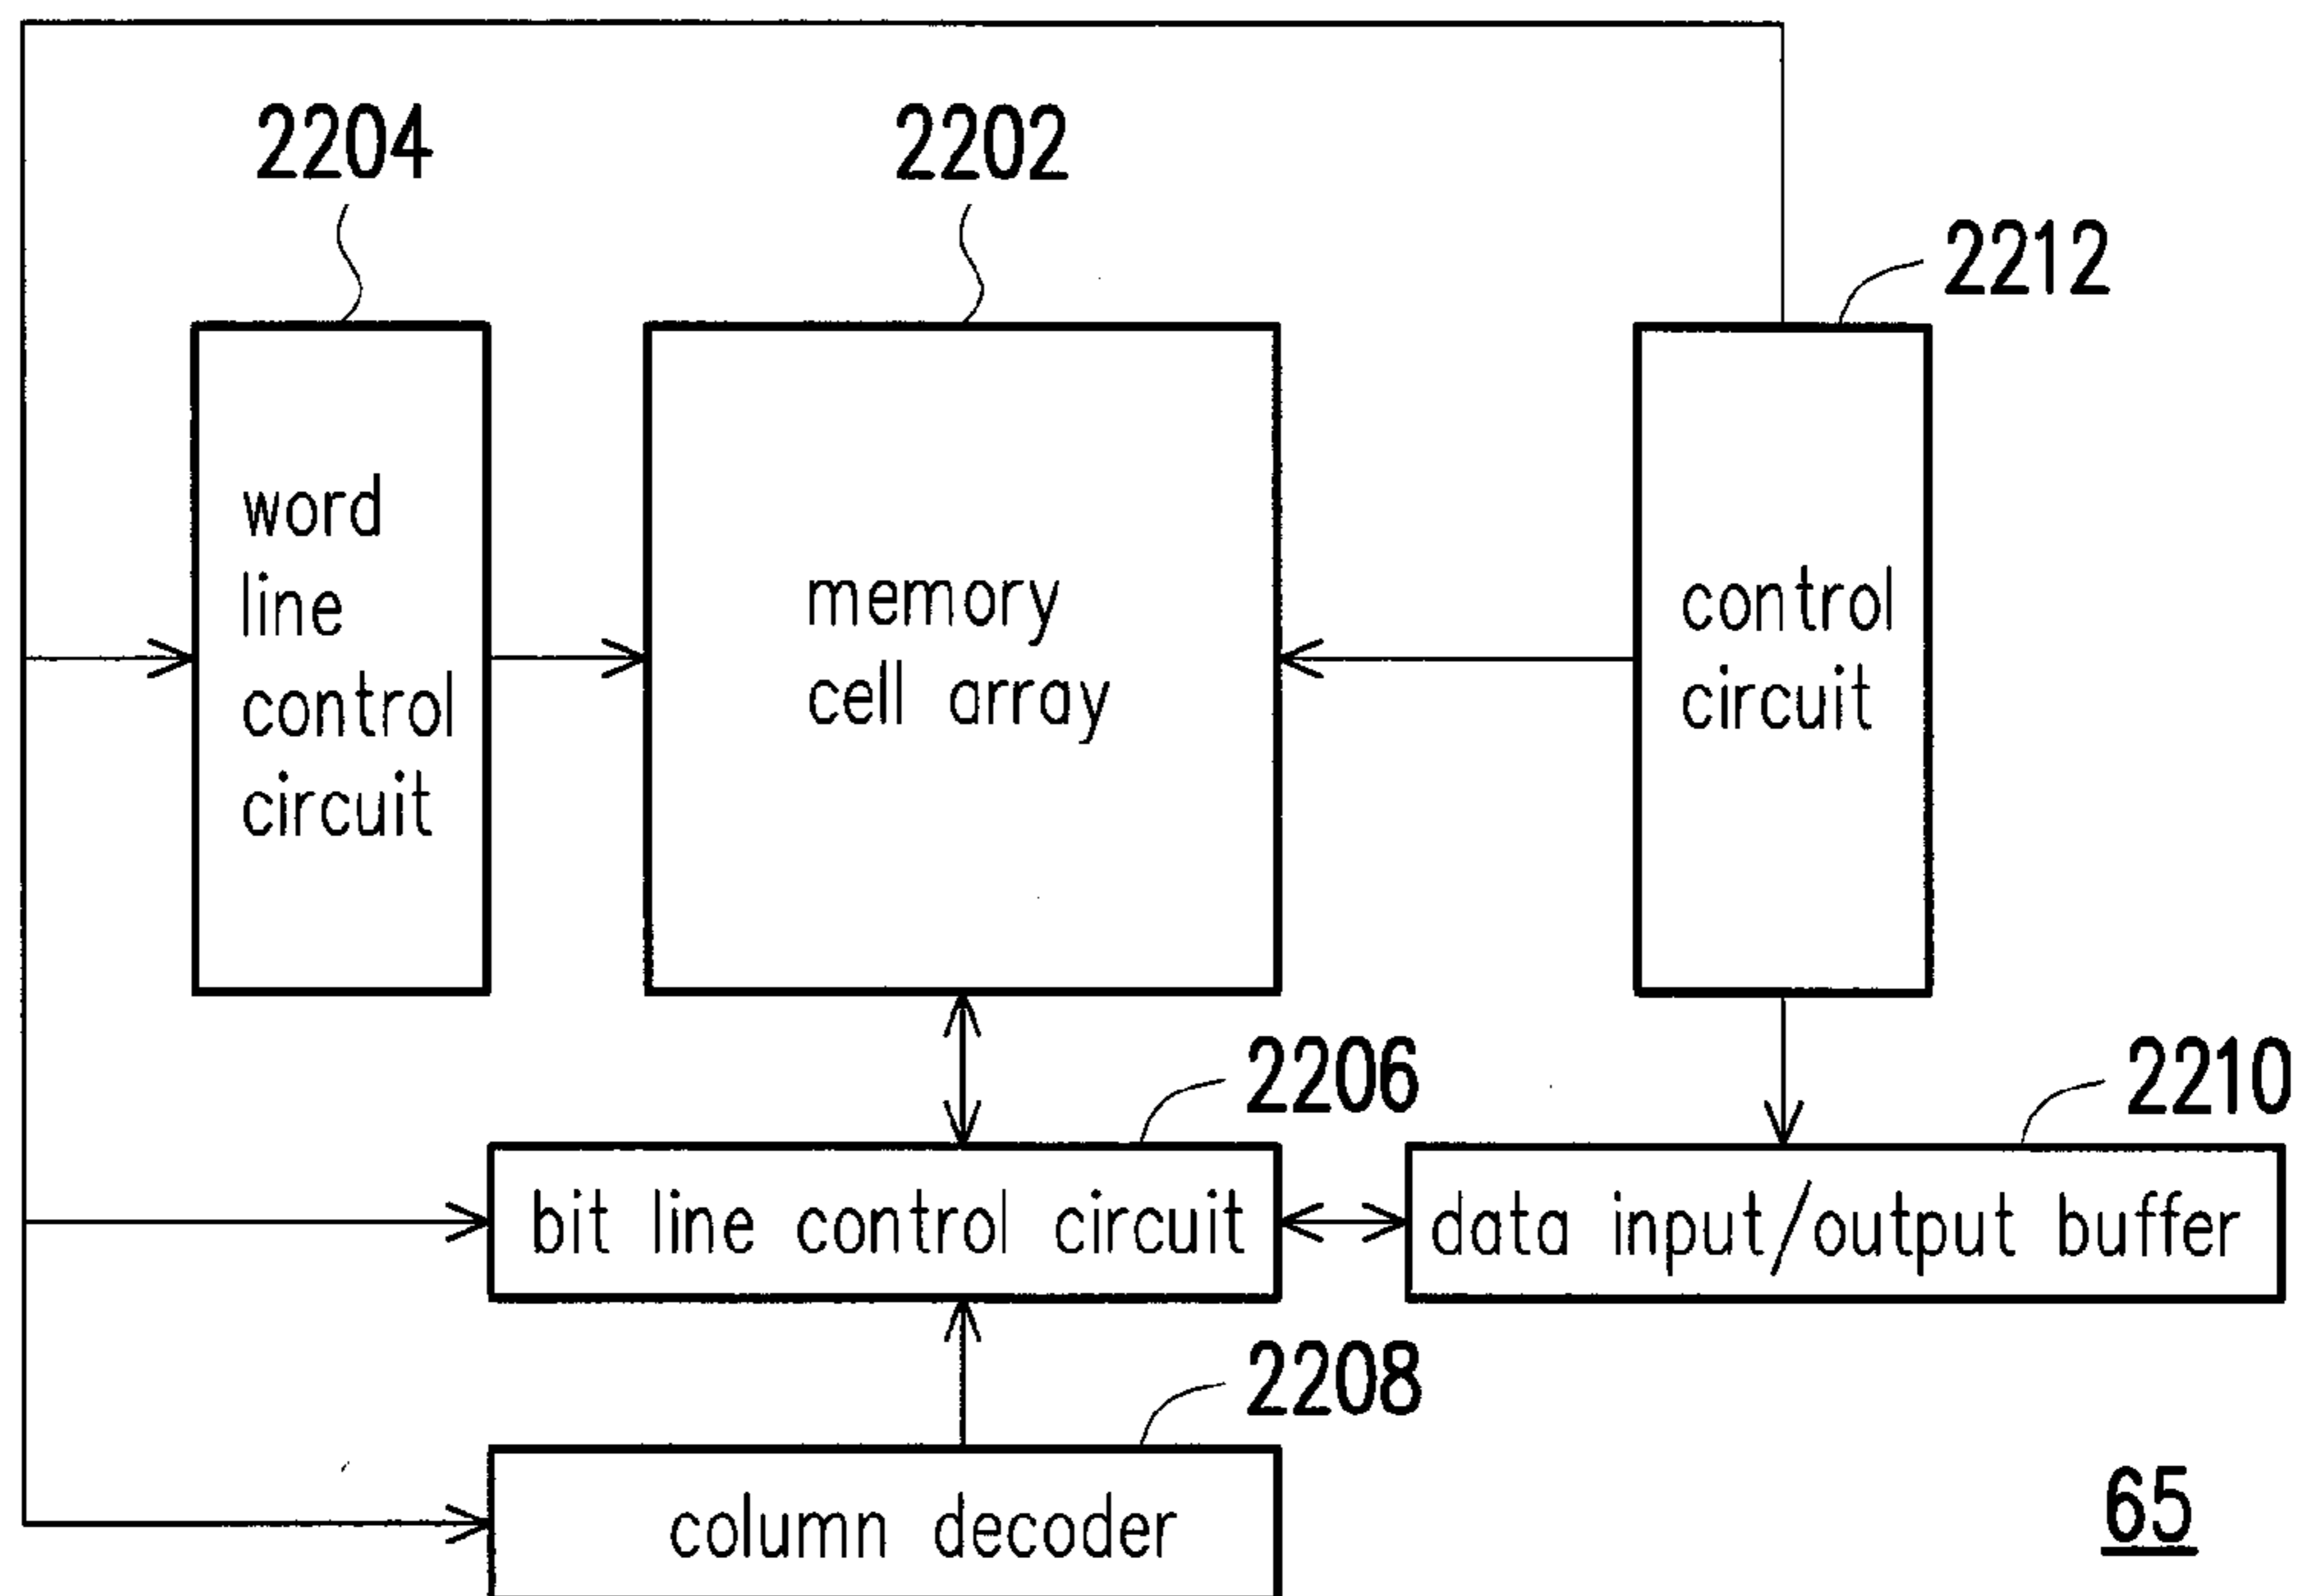 2204
2202
2212
word
line
control
circuit
memory
cell array
control
circuit
2206
2210
bit line control circuit
data input/output buffer
2208
column decoder
65